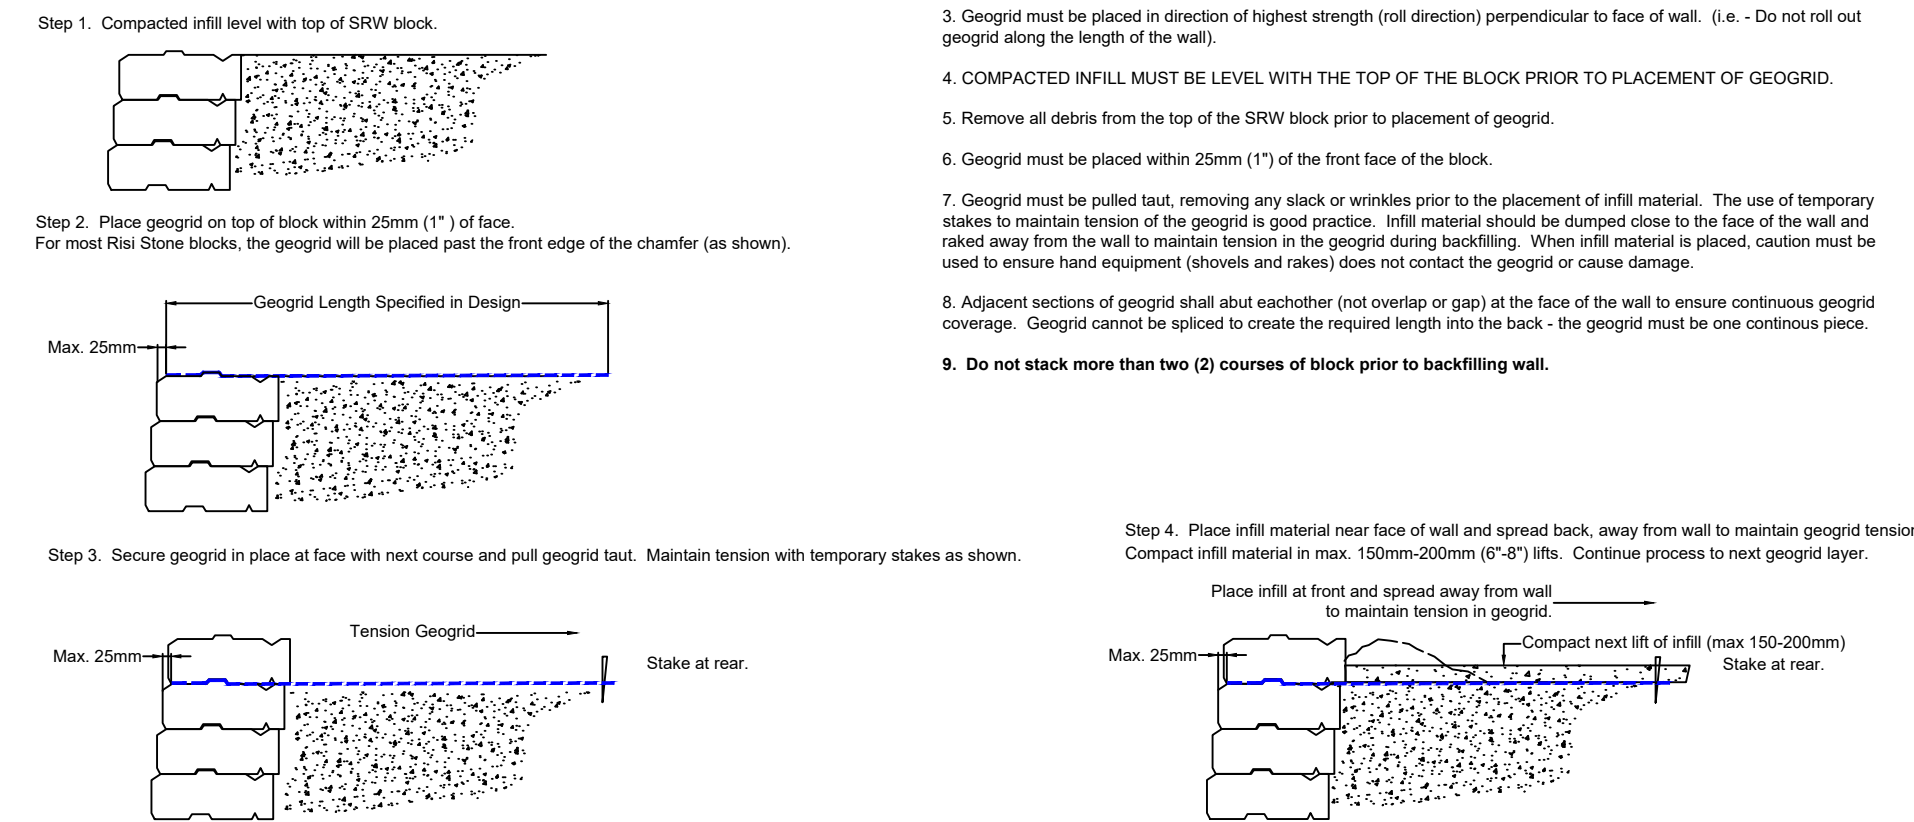 Step 1.  Compacted infill level with top of SRW block.
Step 2.  Place geogrid on top of block within 25mm (1" ) of face.
For most Risi Stone blocks, the geogrid will be placed past the front edge of the chamfer (as shown).
Geogrid Length Specified in Design
Max. 25mm
3. Geogrid must be placed in direction of highest strength (roll direction) perpendicular to face of wall.  (i.e. - Do not roll out
geogrid along the length of the wall).
4. COMPACTED INFILL MUST BE LEVEL WITH THE TOP OF THE BLOCK PRIOR TO PLACEMENT OF GEOGRID.
5. Remove all debris from the top of the SRW block prior to placement of geogrid.
6. Geogrid must be placed within 25mm (1") of the front face of the block.
7. Geogrid must be pulled taut, removing any slack or wrinkles prior to the placement of infill material.  The use of temporary
stakes to maintain tension of the geogrid is good practice.  Infill material should be dumped close to the face of the wall and
raked away from the wall to maintain tension in the geogrid during backfilling.  When infill material is placed, caution must be
used to ensure hand equipment (shovels and rakes) does not contact the geogrid or cause damage.
8. Adjacent sections of geogrid shall abut eachother (not overlap or gap) at the face of the wall to ensure continuous geogrid
coverage.  Geogrid cannot be spliced to create the required length into the back - the geogrid must be one continous piece.
9.  Do not stack more than two (2) courses of block prior to backfilling wall.
Step 3.  Secure geogrid in place at face with next course and pull geogrid taut.  Maintain tension with temporary stakes as shown.
Tension Geogrid
Max. 25mm
Stake at rear.
Step 4.  Place infill material near face of wall and spread back, away from wall to maintain geogrid tension
Compact infill material in max. 150mm-200mm (6"-8") lifts.  Continue process to next geogrid layer.
Place infill at front and spread away from wall
to maintain tension in geogrid.
Compact next lift of infill (max 150-200mm)
Max. 25mm
Stake at rear.